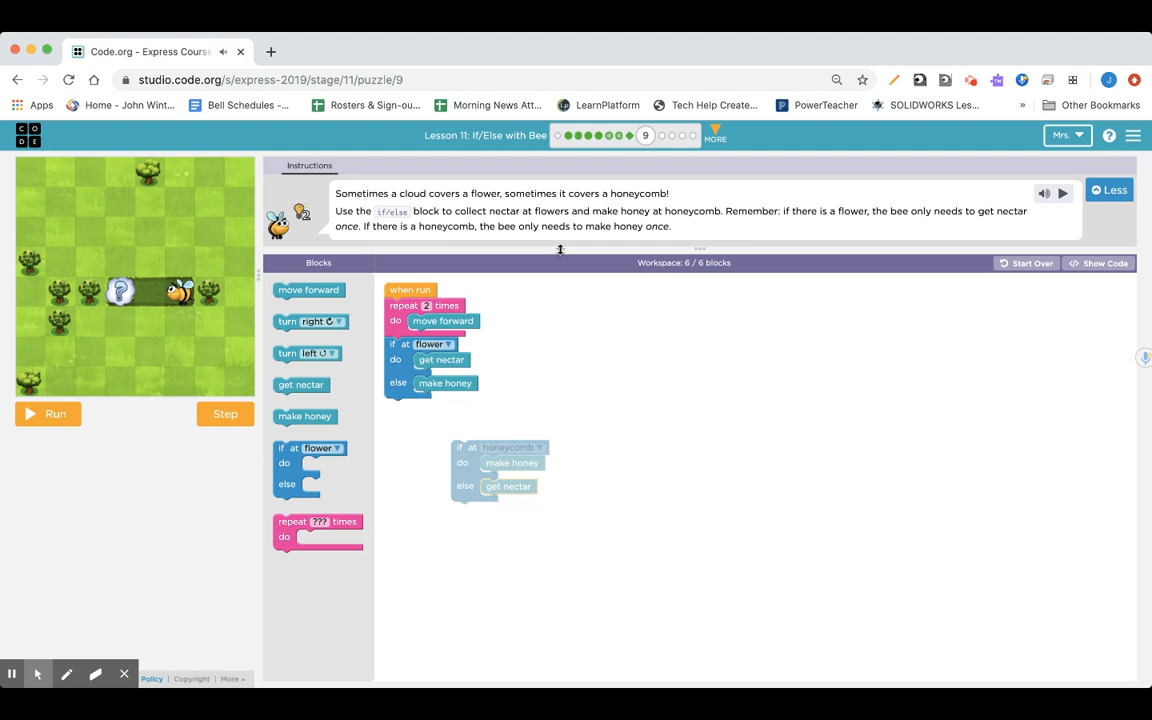 Code.org - Express Course
studio.code.org/s/express-2019/stage/11/puzzle/9
Apps
Home - John Wint...
Bell Schedules -...
Rosters & Sign-ou...
Morning News Att...
LearnPlatform
Tech Help Create...
PowerTeacher
SOLIDWORKS Les...
»
Other Bookmarks
C O
D E
Lesson 11: If/Else with Bee
9
MORE
Mrs.
Instructions
Sometimes a cloud covers a flower, sometimes it covers a honeycomb!
Use the if/else block to collect nectar at flowers and make honey at honeycomb. Remember: if there is a flower, the bee only needs to get nectar
once. If there is a honeycomb, the bee only needs to make honey once.
2
Less
Blocks
Workspace: 6 / 6 blocks
Start Over
</> Show Code
?
Run
Step
move forward
turn right
turn left
get nectar
make honey
if at flower
do
else
repeat ??? times
do
when run
repeat 2 times
do move forward
if at flower
do get nectar
else make honey
if at honeycomb
do make honey
else get nectar
Policy | Copyright | More